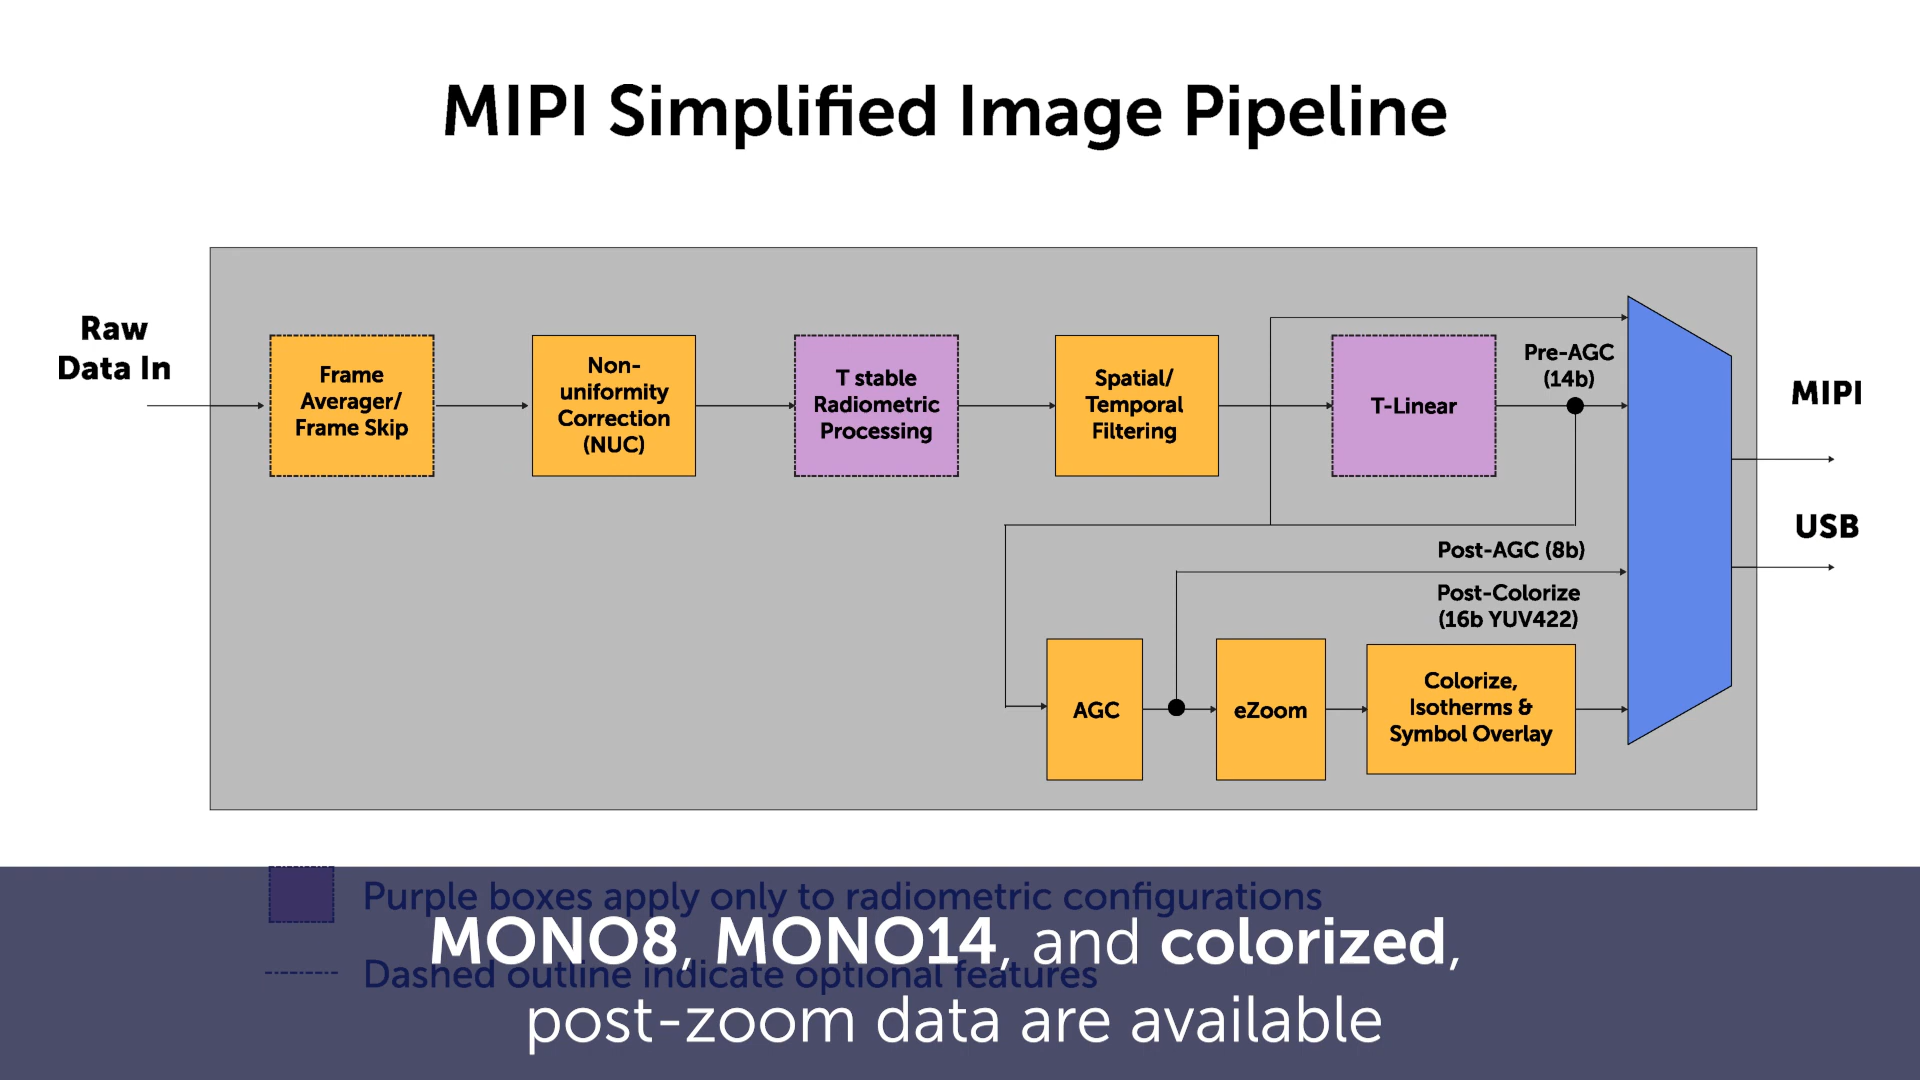 MIPI Simplified Image Pipeline
Raw
Data In
Frame
Averager/
Frame Skip
Non-
uniformity
Correction
(NUC)
T stable
Radiometric
Processing
Spatial/
Temporal
Filtering
T-Linear
Pre-AGC
(14b)
MIPI
USB
Post-AGC (8b)
Post-Colorize
(16b YUV422)
AGC
eZoom
Colorize,
Isotherms &
Symbol Overlay
Purple boxes apply only to radiometric configurations
MONO8, MONO14, and colorized,
Dashed outline indicate optional features
post-zoom data are available